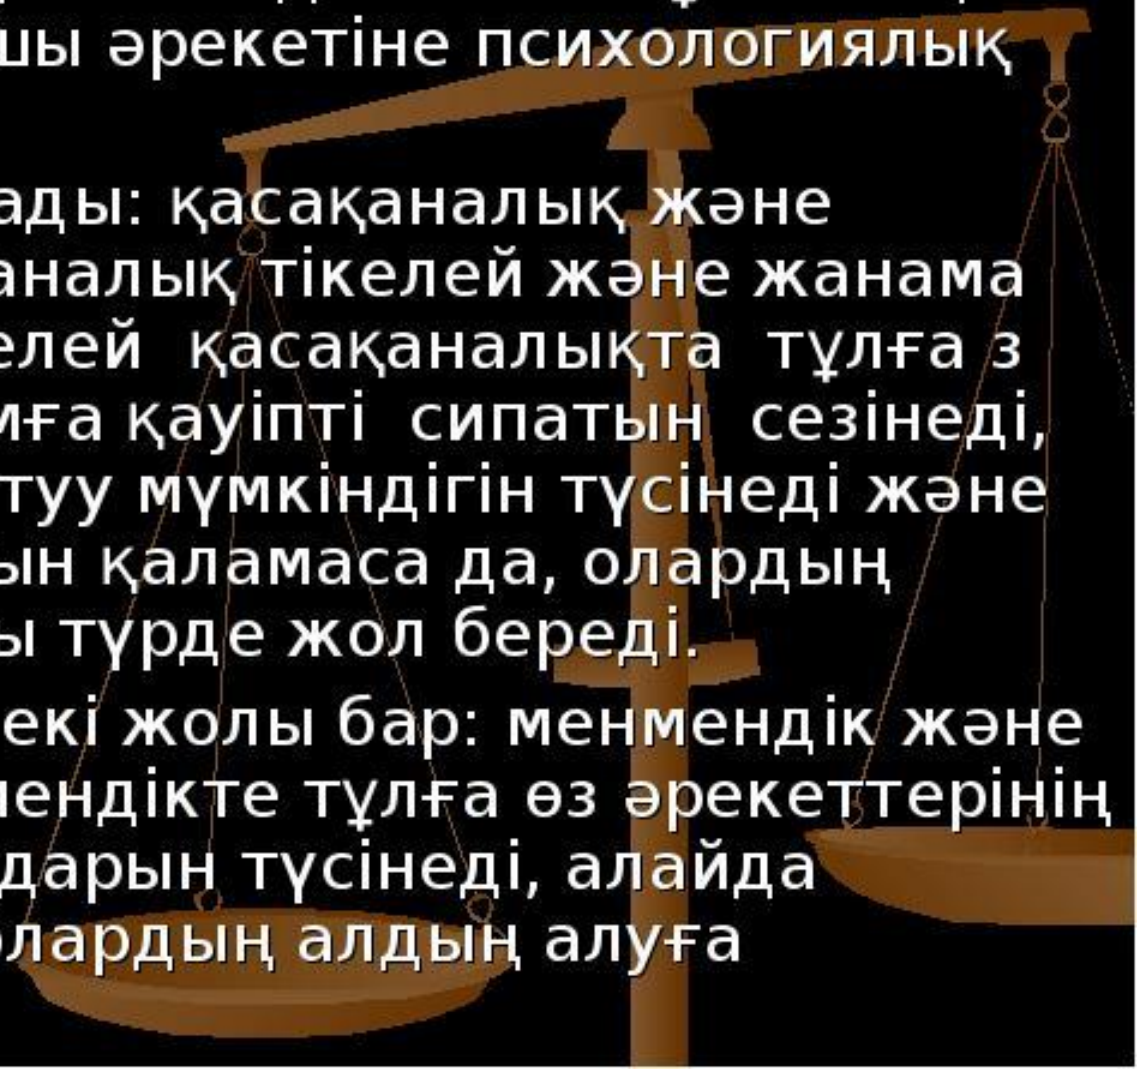 шы әрекетіне психологиялық
ады: қасақаналық және
аналық тікелей және жанама
елей қасақаналықта тұлға з
мға қауіпті сипатын сезінеді,
туу мүмкіндігін түсінеді және
ын қаламаса да, олардың
ы түрде жол береді.
екі жолы бар: менмендік және
мендікте тұлға өз әрекеттерінің
дарын түсінеді, алайда
олардың алдың алуға